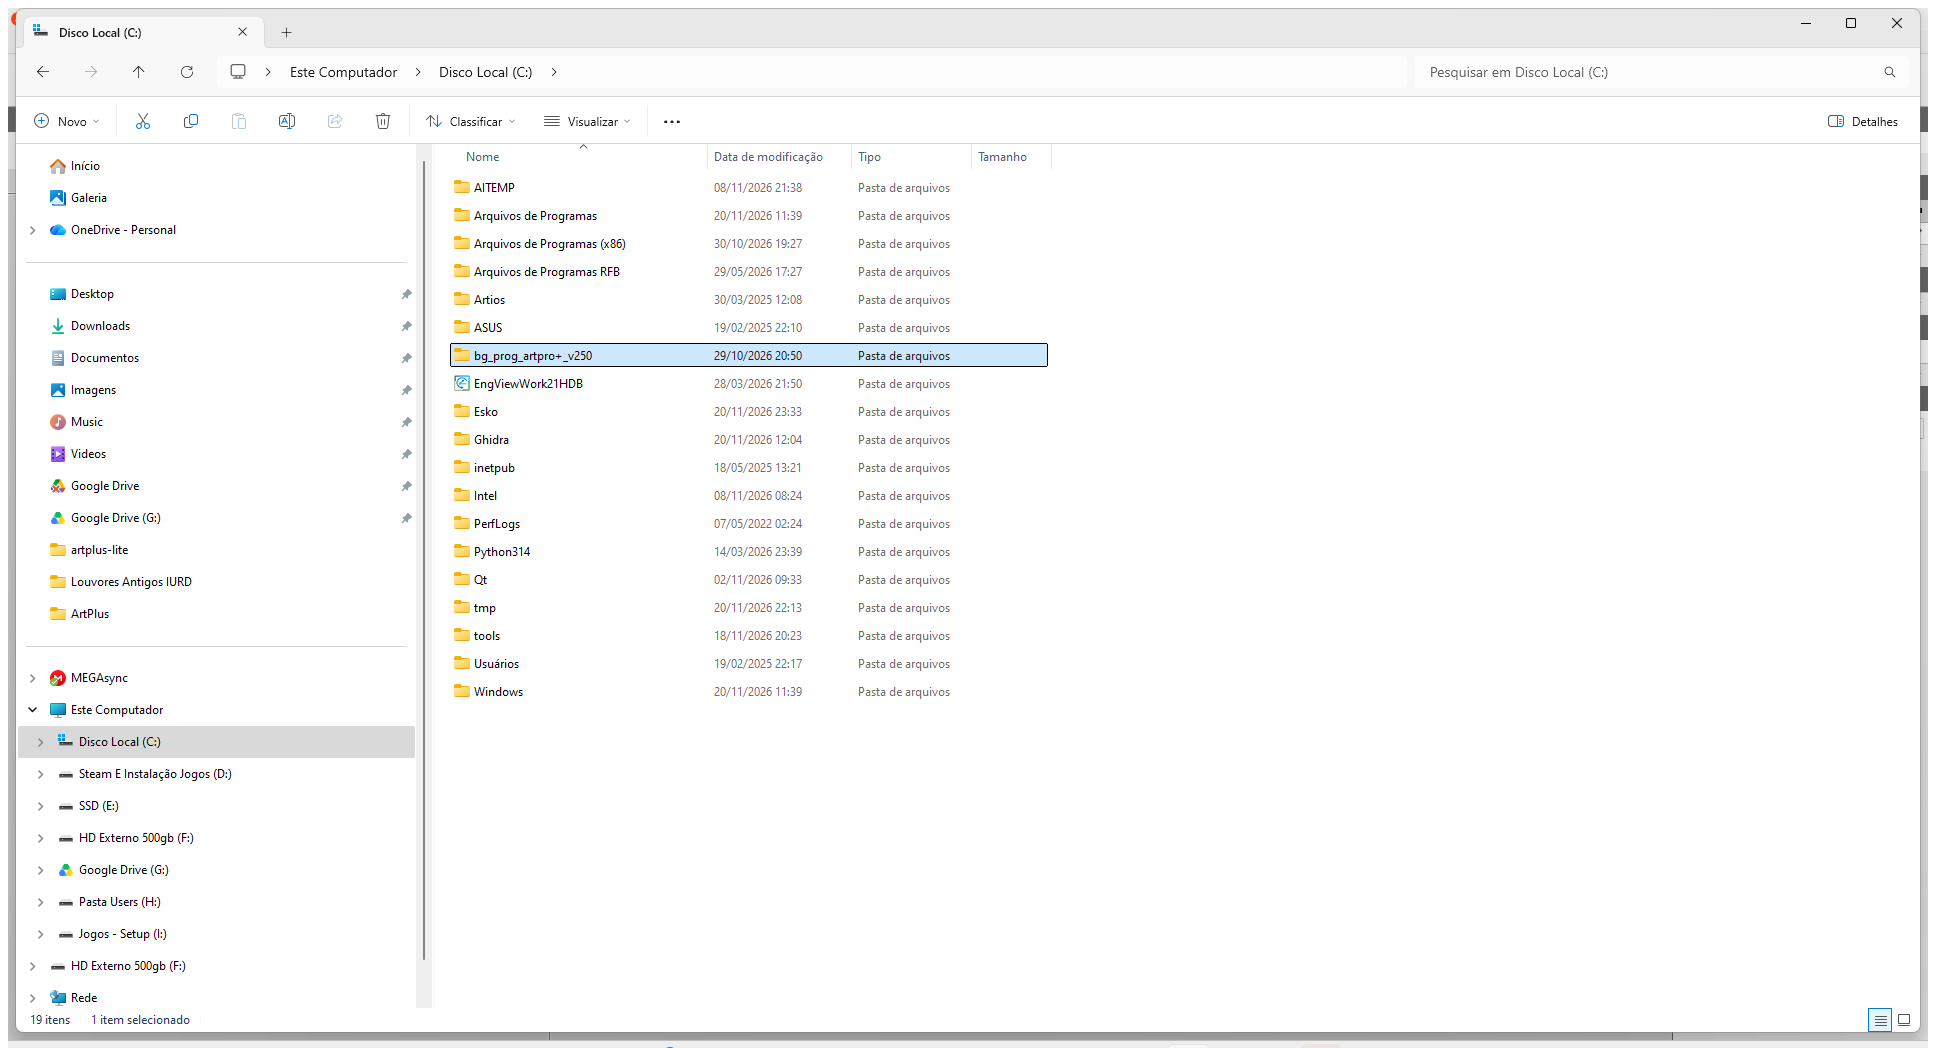 Disco Local (C:)
Este Computador
Disco Local (C:)
Pesquisar em Disco Local (C:)
Novo
Classificar
Visualizar
Detalhes
Início
Galeria
OneDrive - Personal
Desktop
Downloads
Documentos
Imagens
Music
Videos
Google Drive
Google Drive (G:)
artplus-lite
Louvores Antigos IURD
ArtPlus
MEGAsync
Este Computador
Disco Local (C:)
Steam E Instalação Jogos (D:)
SSD (E:)
HD Externo 500gb (F:)
Google Drive (G:)
Pasta Users (H:)
Jogos - Setup (I:)
HD Externo 500gb (F:)
Rede
Nome Data de modificação Tipo Tamanho
AITEMP 08/11/2026 21:38 Pasta de arquivos
Arquivos de Programas 20/11/2026 11:39 Pasta de arquivos
Arquivos de Programas (x86) 30/10/2026 19:27 Pasta de arquivos
Arquivos de Programas RFB 29/05/2026 17:27 Pasta de arquivos
Artios 30/03/2025 12:08 Pasta de arquivos
ASUS 19/02/2025 22:10 Pasta de arquivos
bg_prog_artpro+_v250 29/10/2026 20:50 Pasta de arquivos
EngViewWork21HDB 28/03/2026 21:50 Pasta de arquivos
Esko 20/11/2026 23:33 Pasta de arquivos
Ghidra 20/11/2026 12:04 Pasta de arquivos
inetpub 18/05/2025 13:21 Pasta de arquivos
Intel 08/11/2026 08:24 Pasta de arquivos
PerfLogs 07/05/2022 02:24 Pasta de arquivos
Python314 14/03/2026 23:39 Pasta de arquivos
Qt 02/11/2026 09:33 Pasta de arquivos
tmp 20/11/2026 22:13 Pasta de arquivos
tools 18/11/2026 20:23 Pasta de arquivos
Usuários 19/02/2025 22:17 Pasta de arquivos
Windows 20/11/2026 11:39 Pasta de arquivos
19 itens 1 item selecionado